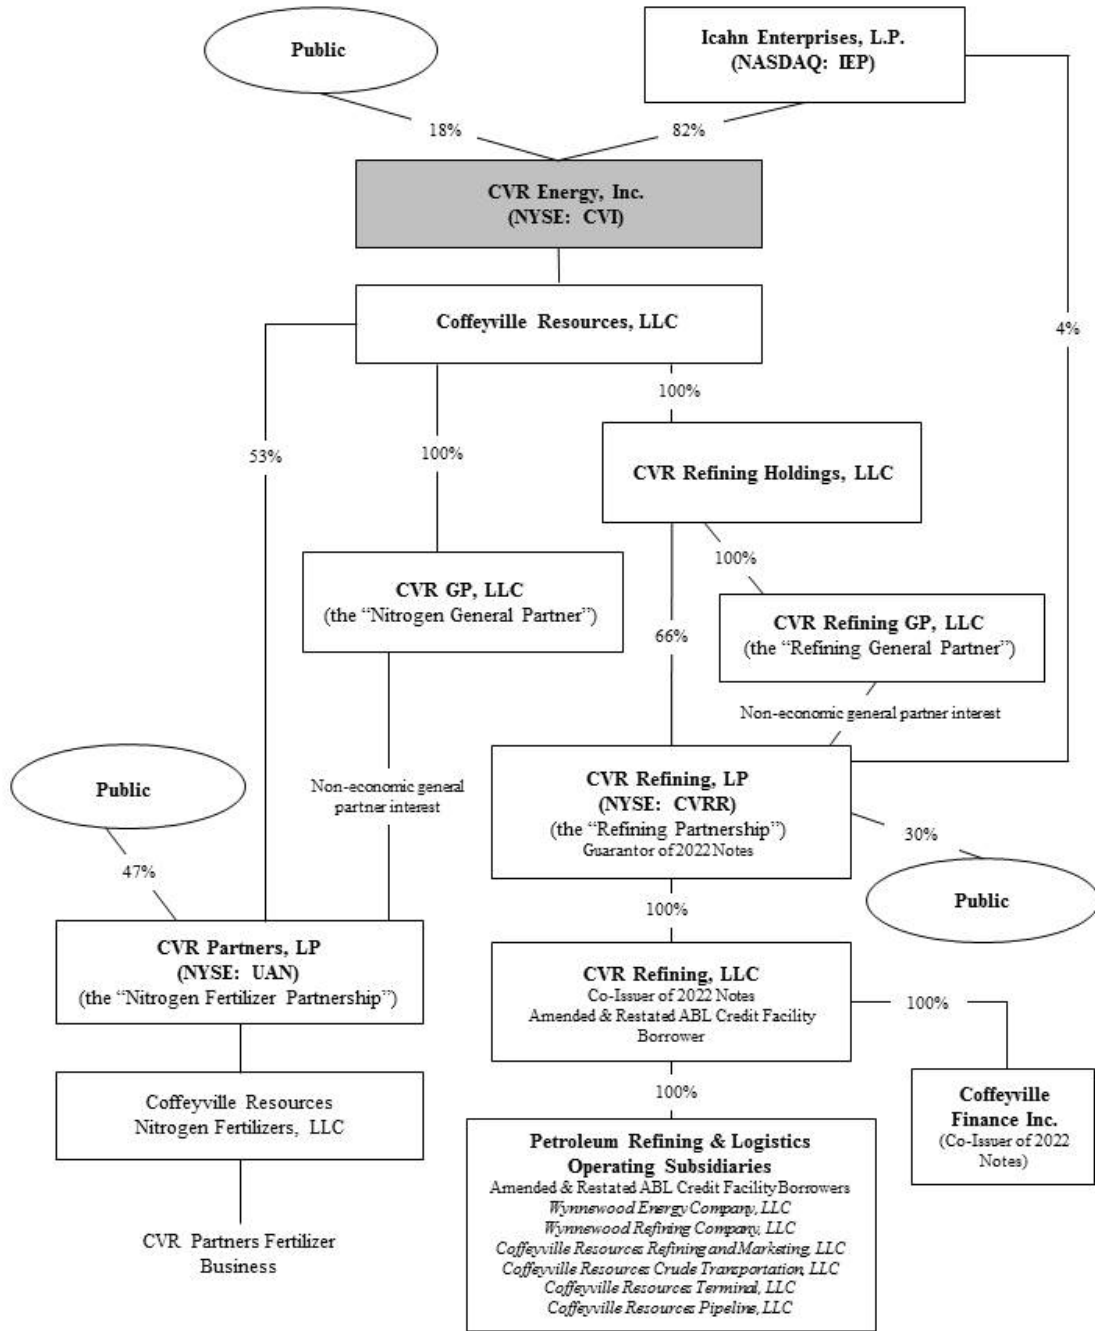 Public
Icahn Enterprises, L.P.
(NASDAQ: IEP)
18%
82%
CVR Energy, Inc.
(NYSE: CVI)
Coffeyville Resources, LLC
4%
100%
53%
100%
CVR Refining Holdings, LLC
100%
CVR GP, LLC
(the “Nitrogen General Partner”)
CVR Refining GP, LLC
(the “Refining General Partner”)
66%
Non-economic general partner interest
Public
Non-economic general
partner interest
CVR Refining, LP
(NYSE: CVRR)
(the “Refining Partnership”)
Guarantor of 2022 Notes
30%
47%
Public
100%
CVR Partners, LP
(NYSE: UAN)
(the “Nitrogen Fertilizer Partnership”)
CVR Refining, LLC
Co-Issuer of 2022 Notes
Amended & Restated ABL Credit Facility
Borrower
100%
Coffeyville Resources
Nitrogen Fertilizers, LLC
100%
Coffeyville
Finance Inc.
(Co-Issuer of 2022
Notes)
Petroleum Refining & Logistics
Operating Subsidiaries
Amended & Restated ABL Credit Facility Borrowers
Wynnewood Energy Company, LLC
Wynnewood Refining Company, LLC
Coffeyville Resources Refining and Marketing, LLC
Coffeyville Resources Crude Transportation, LLC
Coffeyville Resources Terminal, LLC
Coffeyville Resources Pipeline, LLC
CVR Partners Fertilizer
Business